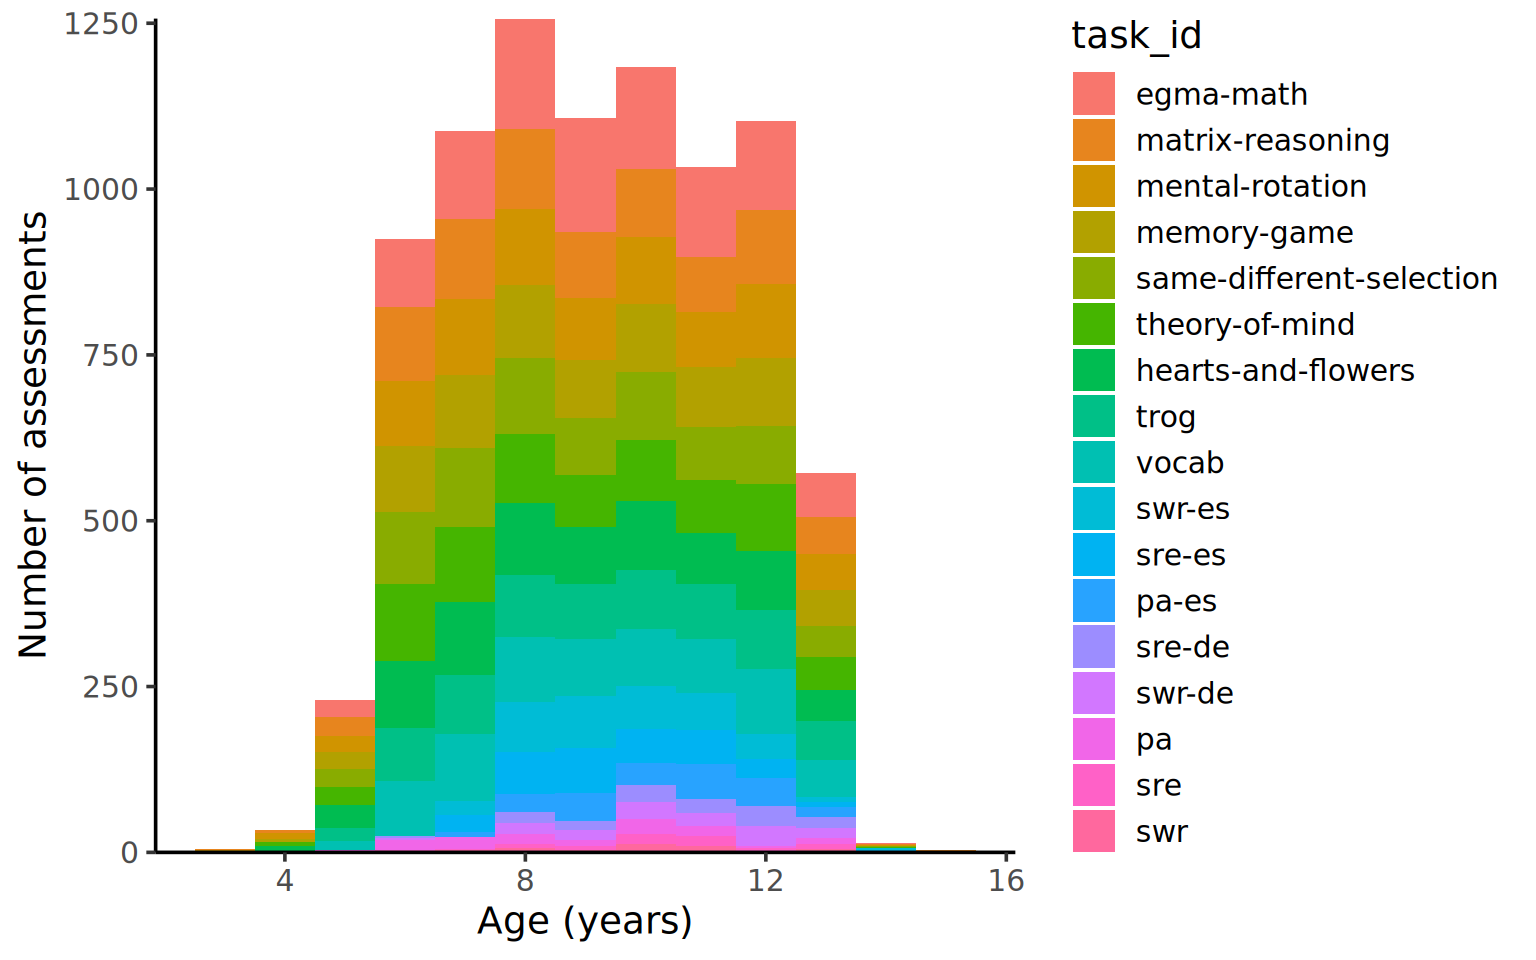 1250
1000
750
500
250
0
Number of assessments
4 8 12 16
Age (years)
task_id
egma-math
matrix-reasoning
mental-rotation
memory-game
same-different-selection
theory-of-mind
hearts-and-flowers
trog
vocab
swr-es
sre-es
pa-es
sre-de
swr-de
pa
sre
swr